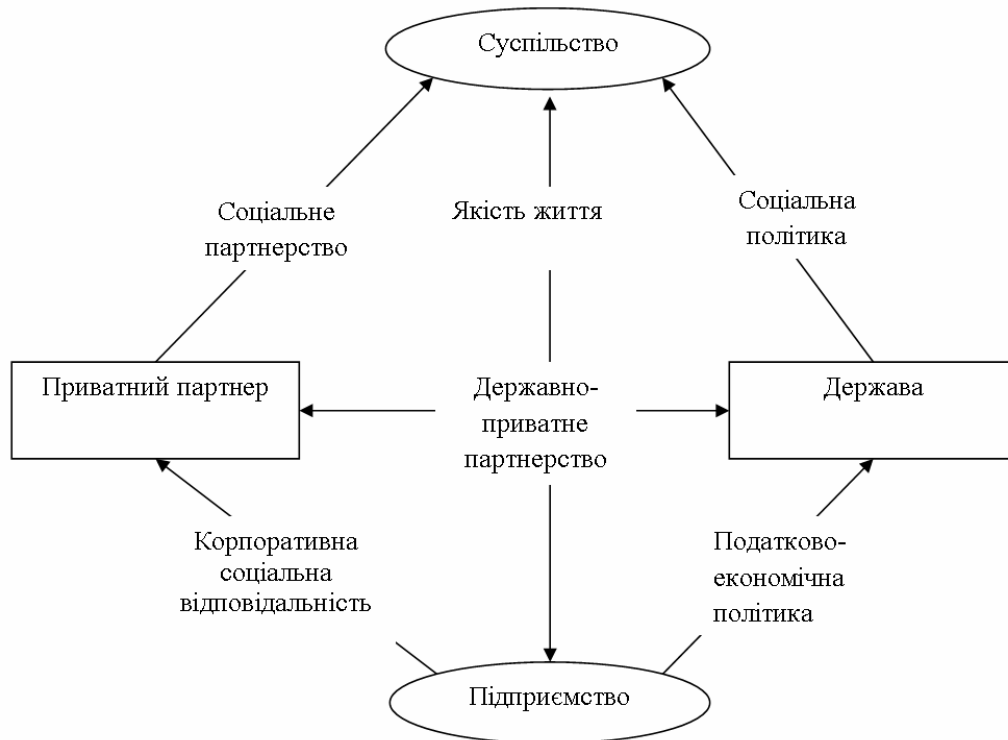 Суспільство
Соціальне
партнерство
Якість життя
Соціальна
політика
Приватний партнер
Державно-
приватне
партнерство
Держава
Корпоративна
соціальна
відповідальність
Податково-
економічна
політика
Підприємство